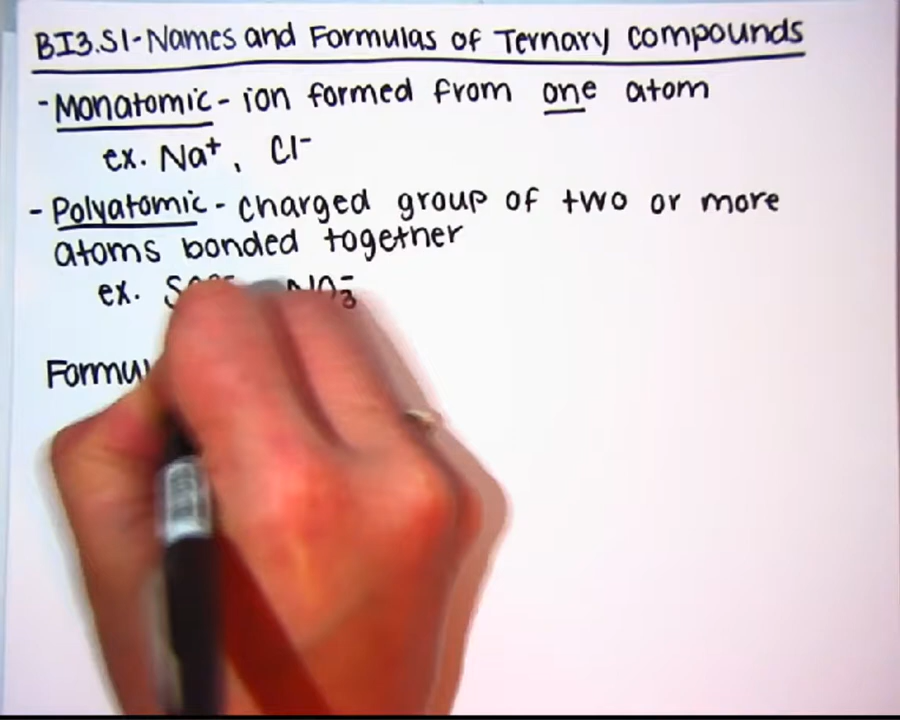 BI3.S1-Names and Formulas of Ternary compounds
-Monatomic- ion formed from one atom
ex. Na⁺, Cl⁻
-Polyatomic- charged group of two or more
atoms bonded together
ex. NO₃⁻